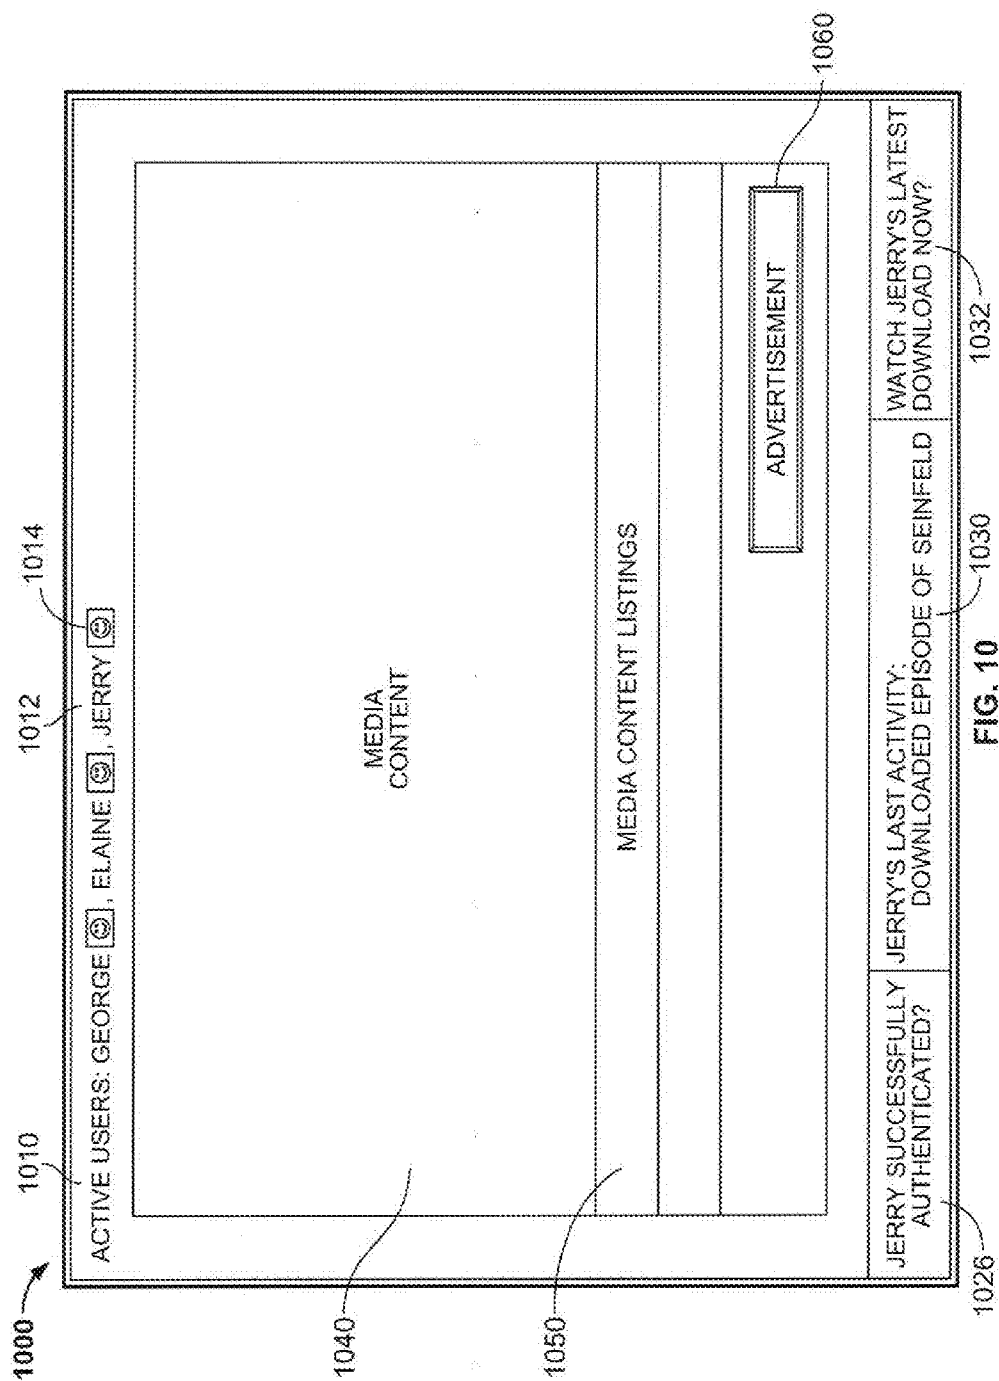 1000
1010
1012
1014
ACTIVE USERS: GEORGE ☺, ELAINE ☺, JERRY ☺
1040
MEDIA
CONTENT
1050
MEDIA CONTENT LISTINGS
ADVERTISEMENT
1060
JERRY SUCCESSFULLY
AUTHENTICATED?
JERRY'S LAST ACTIVITY:
DOWNLOADED EPISODE OF SEINFELD
WATCH JERRY'S LATEST
DOWNLOAD NOW?
1026
1030
1032
FIG. 10